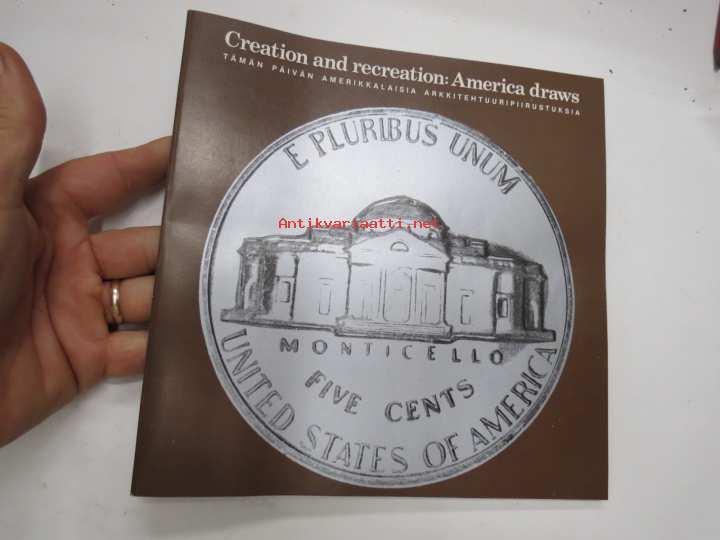 Creation and recreation: America draws
TÄMÄN PÄIVÄN AMERIKKALAISIA ARKKITEHTUURIPIIRUSTUKSIA
E PLURIBUS UNUM
Antikvariaatti.net
MONTICELLO
FIVE CENTS
UNITED STATES OF AMERICA